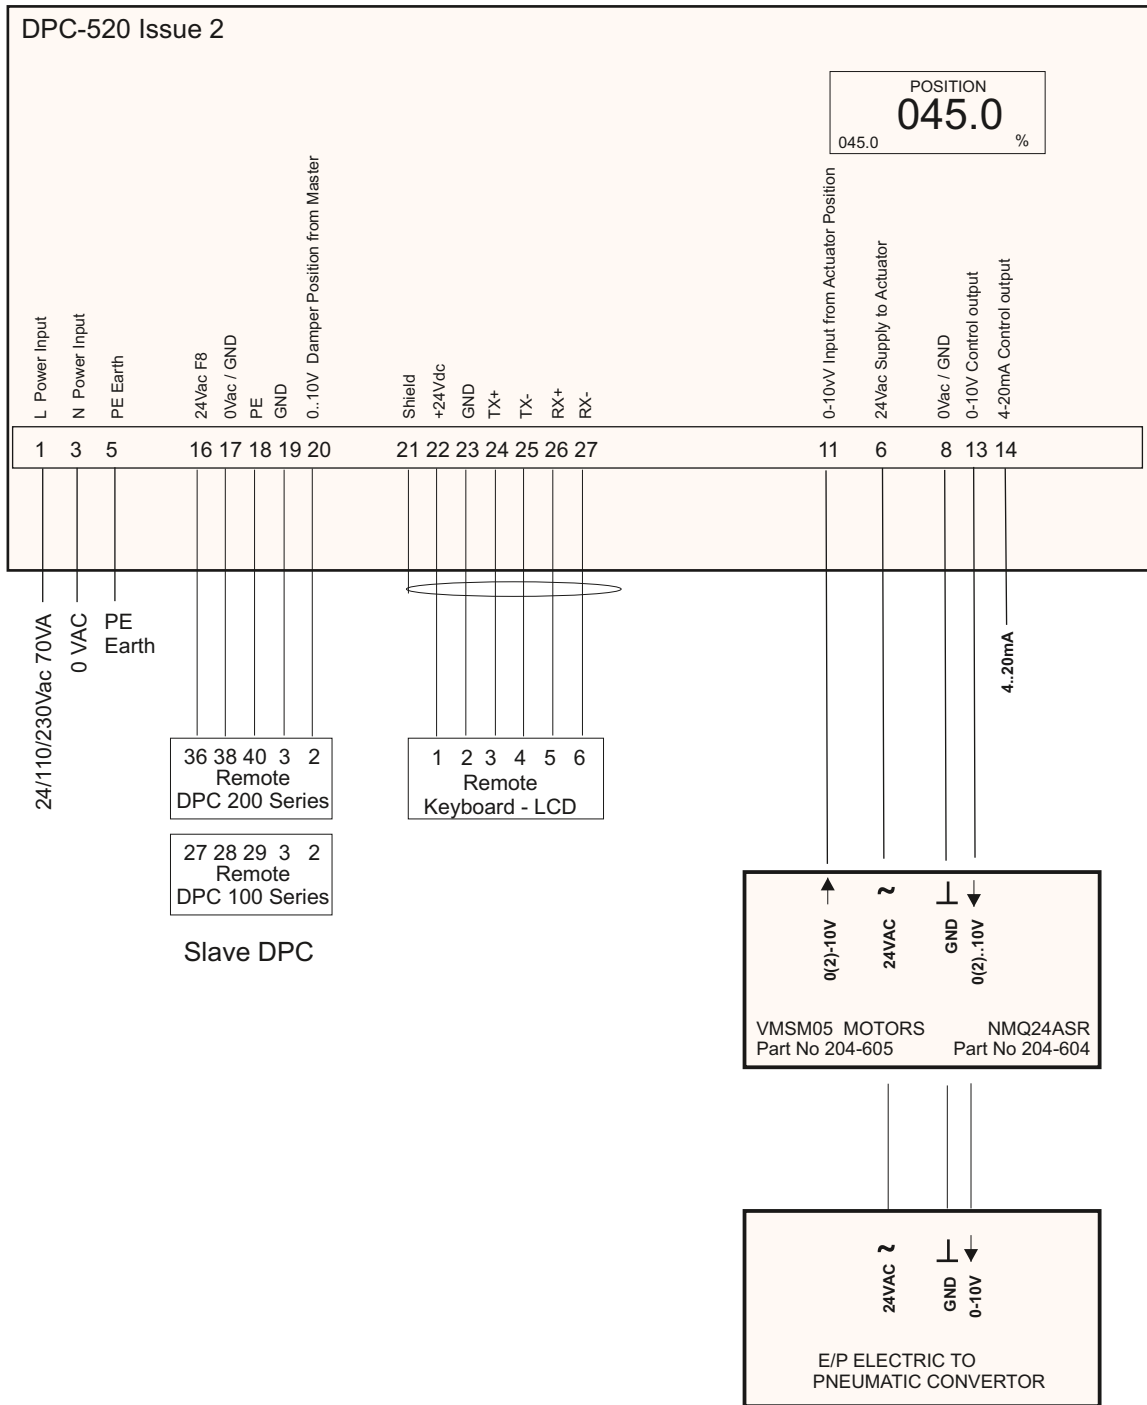 DPC-520 Issue 2
POSITION
045.0
045.0 %
L Power Input
N Power Input
PE Earth
24Vac F8
0Vac / GND
PE
GND
0..10V Damper Position from Master
Shield
+24Vdc
GND
TX+
TX-
RX+
RX-
0-10vV Input from Actuator Position
24Vac Supply to Actuator
0Vac / GND
0-10V Control output
4-20mA Control output
1 3 5 16 17 18 19 20 21 22 23 24 25 26 27 11 6 8 13 14
24/110/230Vac 70VA
0 VAC
PE
Earth
4..20mA
36 38 40 3 2
Remote
DPC 200 Series
27 28 29 3 2
Remote
DPC 100 Series
Slave DPC
1 2 3 4 5 6
Remote
Keyboard - LCD
0(2)-10V
24VAC ~
GND
0(2)..10V
VMSM05 MOTORS
Part No 204-605
NMQ24ASR
Part No 204-604
24VAC ~
GND
0-10V
E/P ELECTRIC TO
PNEUMATIC CONVERTOR